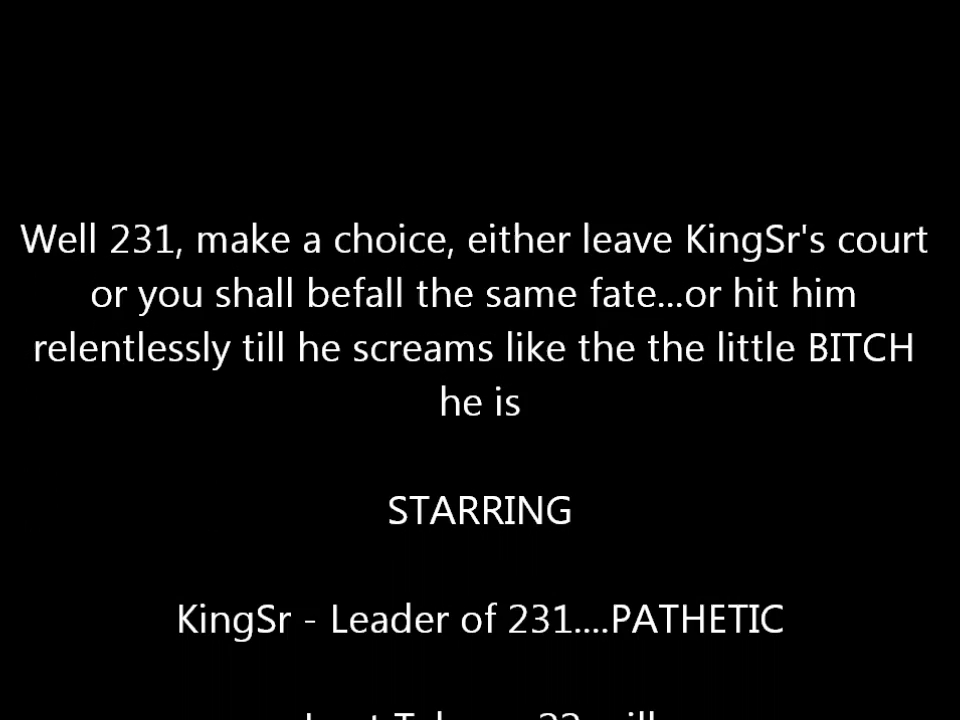 Well 231, make a choice, either leave KingSr's court
or you shall befall the same fate...or hit him
relentlessly till he screams like the the little BITCH
he is
STARRING
KingSr - Leader of 231....PATHETIC